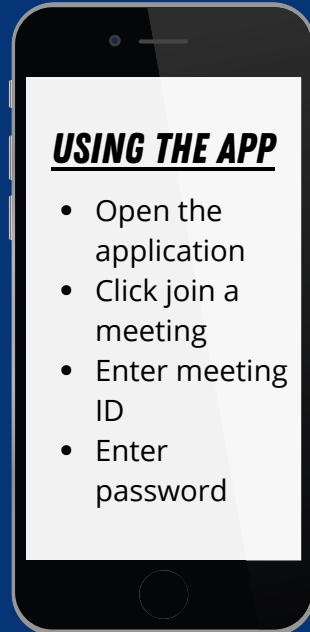 USING THE APP
• Open the
application
• Click join a
meeting
• Enter meeting
ID
• Enter
password